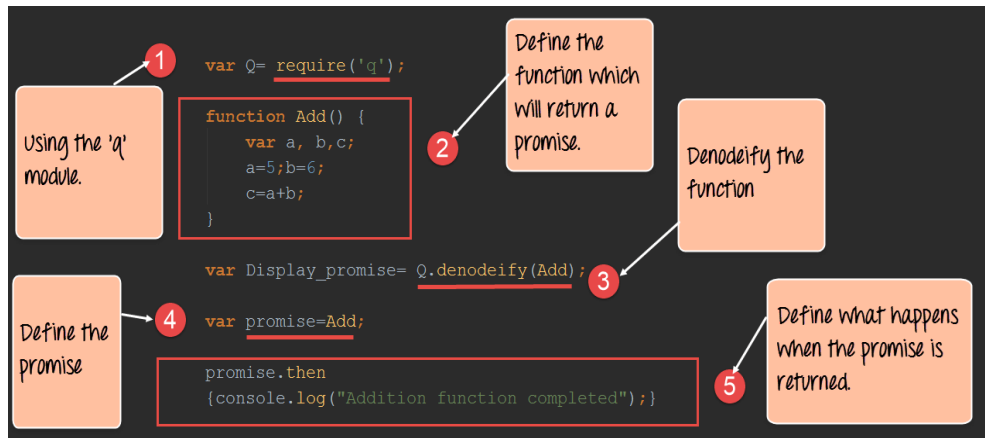 1
var Q= require('q');
Using the 'q'
module.
function Add() {
var a, b,c;
a=5;b=6;
c=a+b;
}
2
Define the
function which
will return a
promise.
Denodeify the
function
var Display_promise= Q.denodeify(Add);
3
Define the
promise
4
var promise=Add;
promise.then
{console.log("Addition function completed");}
5
Define what happens
when the promise is
returned.